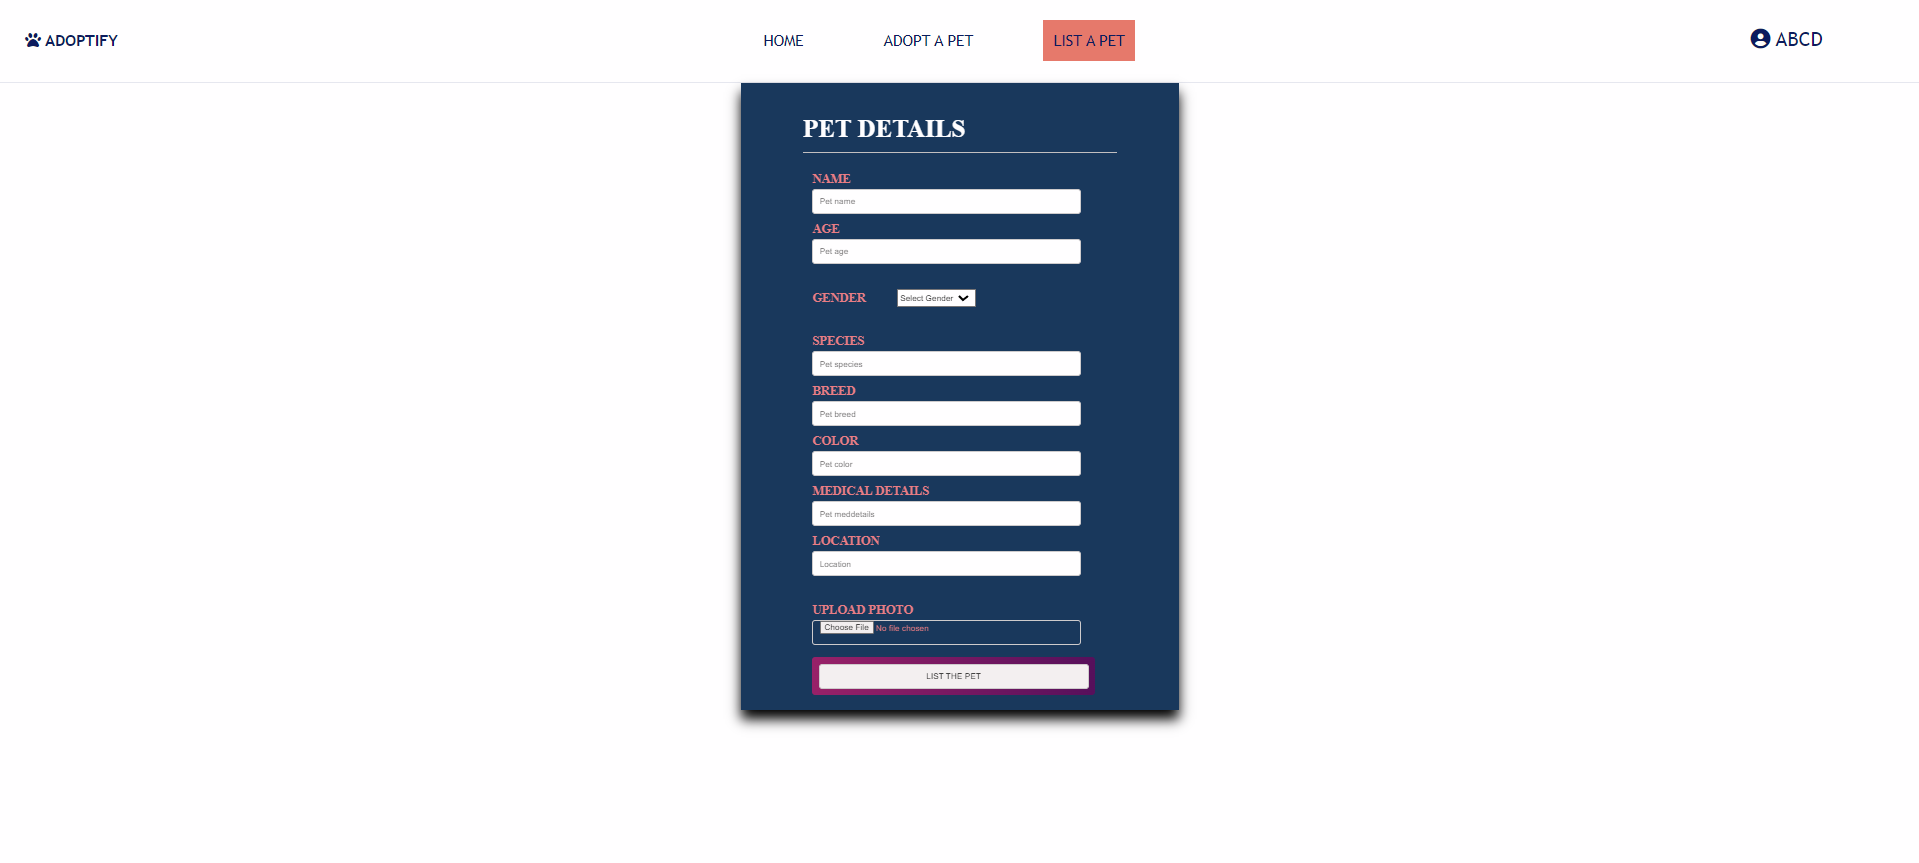 ADOPTIFY
HOME
ADOPT A PET
LIST A PET
ABCD
PET DETAILS
NAME
Pet name
AGE
Pet age
GENDER
Select Gender
SPECIES
Pet species
BREED
Pet breed
COLOR
Pet color
MEDICAL DETAILS
Pet meddetails
LOCATION
Location
UPLOAD PHOTO
Choose File No file chosen
LIST THE PET